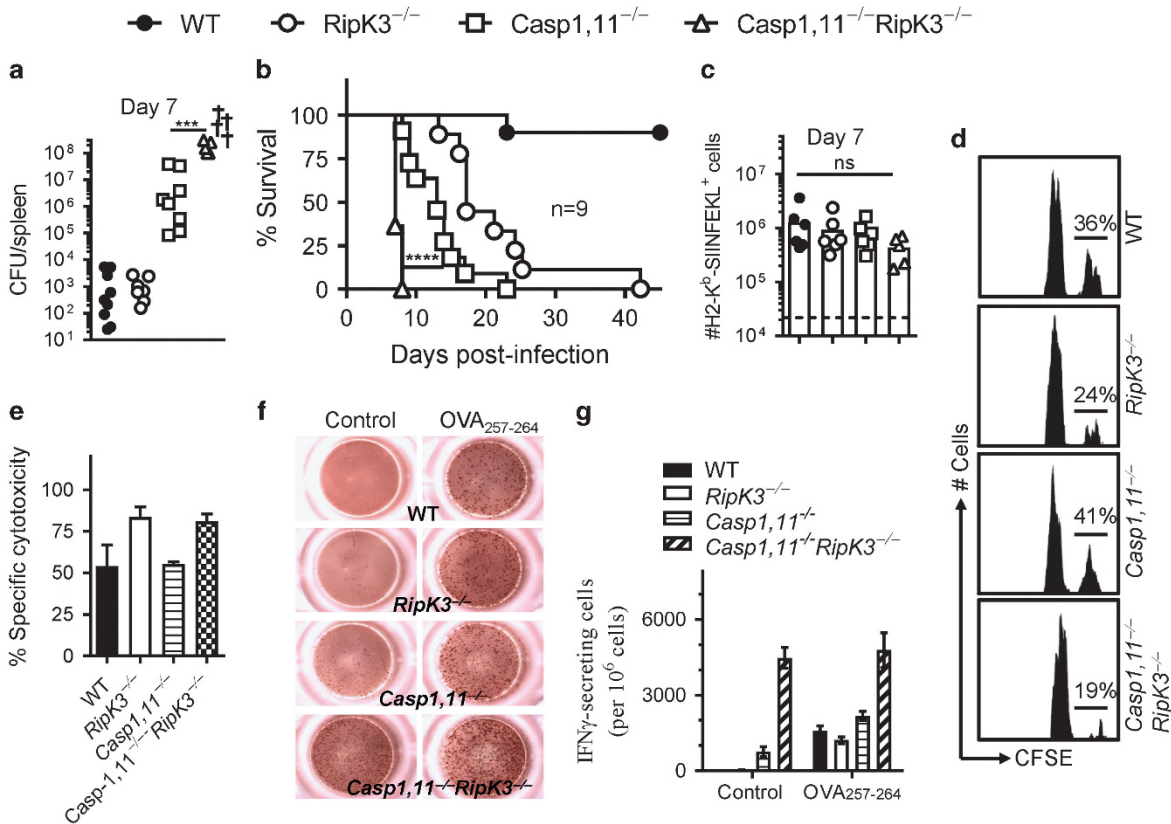 WT RipK3⁻/⁻ Casp1,11⁻/⁻ Casp1,11⁻/⁻RipK3⁻/⁻
a
Day 7
***
†
††
†
CFU/spleen
10⁸
10⁷
10⁶
10⁵
10⁴
10³
10²
10¹
b
% Survival
100
75
50
25
0
n=9
****
0 10 20 30 40
Days post-infection
c
Day 7
ns
#H2-Kᵇ-SIINFEKL⁺ cells
10⁷
10⁶
10⁵
10⁴
d
36%
WT
24%
RipK3⁻/⁻
41%
Casp1,11⁻/⁻
19%
Casp1,11⁻/⁻
RipK3⁻/⁻
# Cells
CFSE
e
% Specific cyrotoxicity
100
75
50
25
0
WT
RipK3⁻/⁻
Casp1,11⁻/⁻
Casp-1,11⁻/⁻RipK3⁻/⁻
f
Control OVA₂₅₇₋₂₆₄
WT
RipK3⁻/⁻
Casp1,11⁻/⁻
Casp1,11⁻/⁻RipK3⁻/⁻
g
WT
RipK3⁻/⁻
Casp1,11⁻/⁻
Casp1,11⁻/⁻RipK3⁻/⁻
IFNγ-secreting cells
(per 10⁶ cells)
6000
3000
0
Control OVA₂₅₇₋₂₆₄